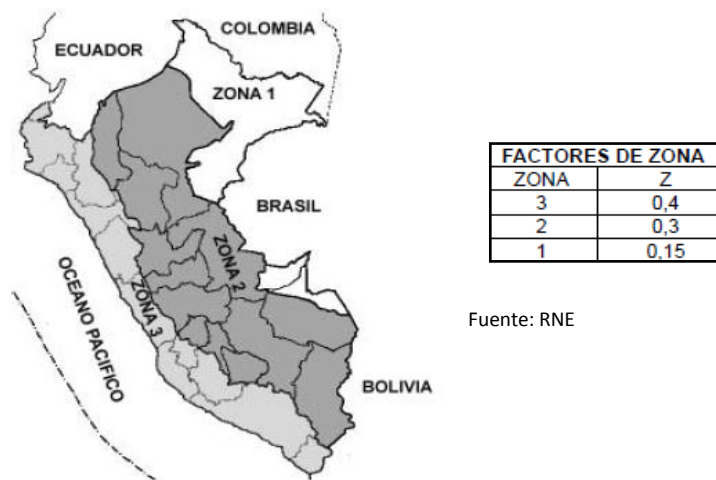 COLOMBIA
ECUADOR
ZONA 1
BRASIL
ZONA 2
ZONA 3
OCEANO PACIFICO
BOLIVIA
FACTORES DE ZONA
ZONA Z
3 0,4
2 0,3
1 0,15
Fuente: RNE